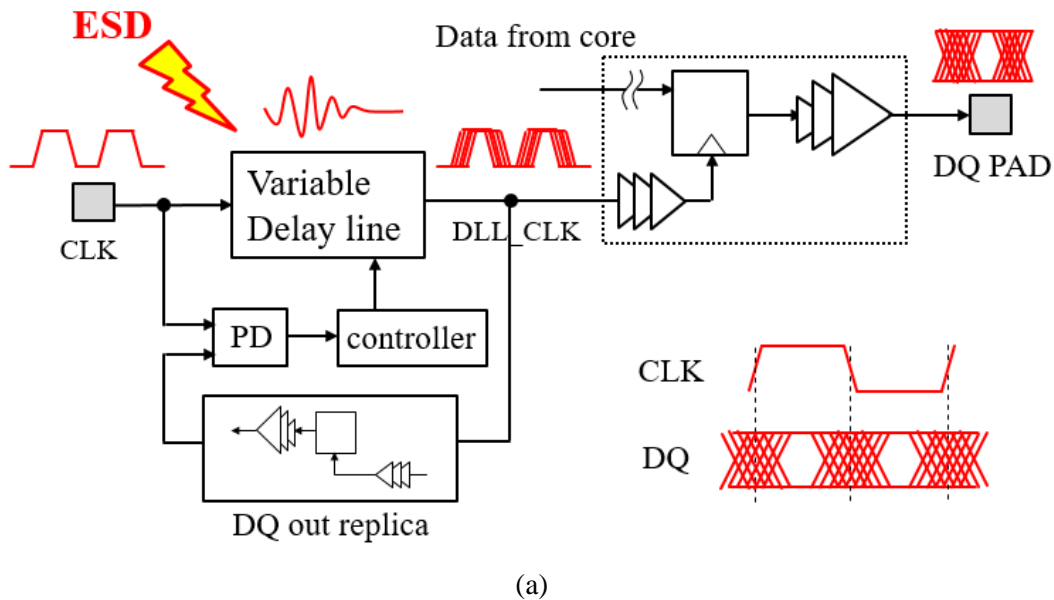 ESD
Data from core
DQ PAD
Variable
Delay line
CLK
DLL_CLK
PD
controller
CLK
DQ
DQ out replica
(a)